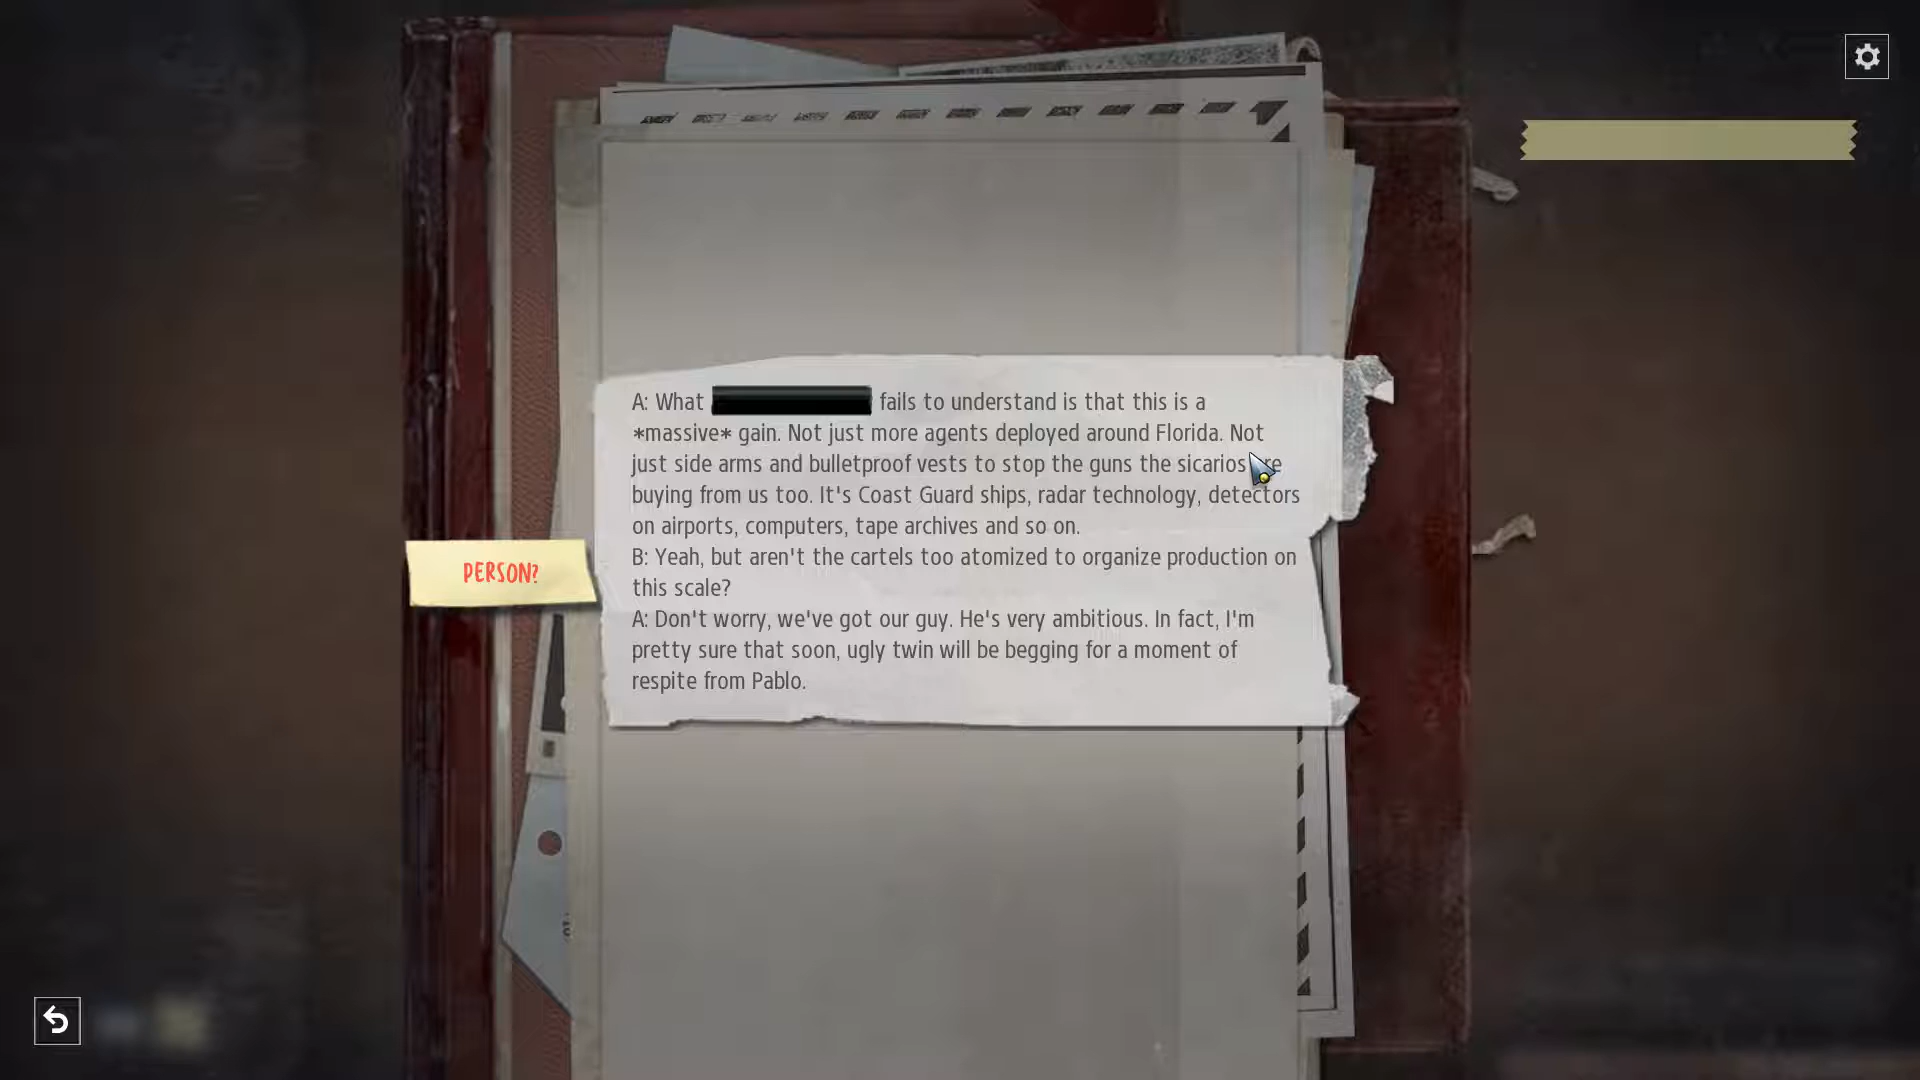 A: What fails to understand is that this is a
*massive* gain. Not just more agents deployed around Florida. Not
just side arms and bulletproof vests to stop the guns the sicarios
buying from us too. It's Coast Guard ships, radar technology, detectors
on airports, computers, tape archives and so on.
B: Yeah, but aren't the cartels too atomized to organize production on
this scale?
A: Don't worry, we've got our guy. He's very ambitious. In fact, I'm
pretty sure that soon, ugly twin will be begging for a moment of
respite from Pablo.
PERSON?